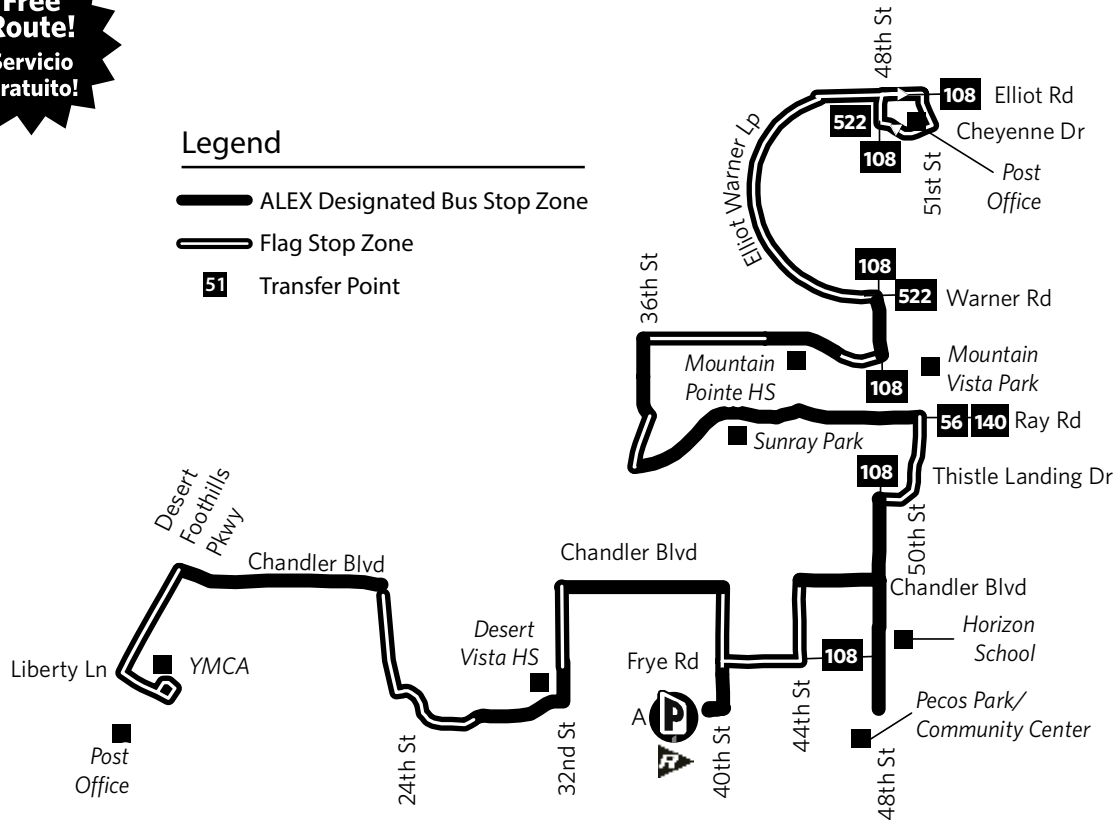 Free
Route!
Servicio
Gratuito!
Legend
ALEX Designated Bus Stop Zone
Flag Stop Zone
51 Transfer Point
48th St
108 Elliot Rd
522
Cheyenne Dr
108
51st St
Post
Office
Elliot Warner Lp
108
522 Warner Rd
36th St
Mountain
Pointe HS
Mountain
Vista Park
108
56 140 Ray Rd
Sunray Park
108
Thistle Landing Dr
50th St
Desert
Foothills
Pkwy
Chandler Blvd
Chandler Blvd
Chandler Blvd
Desert
Vista HS
Horizon
School
Liberty Ln
YMCA
Frye Rd
108
A P
R
Pecos Park/
Community Center
Post
Office
24th St
32nd St
40th St
44th St
48th St